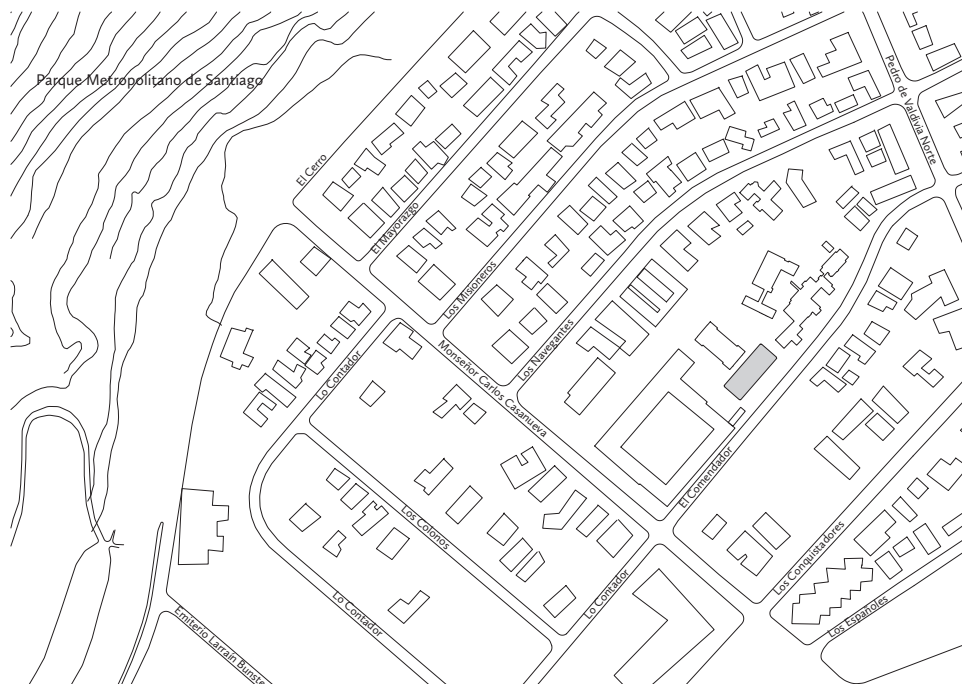 Parque Metropolitano de Santiago
Pedro de Valdivia Norte
El Cerro
El Mayorazgo
Los Misioneros
Los Navegantes
Lo Contador
Monseñor Carlos Casanueva
El Comendador
Los Colonos
Los Conquistadores
Lo Contador
Lo Contador
Los Españoles
Emiterio Larraín Bunster